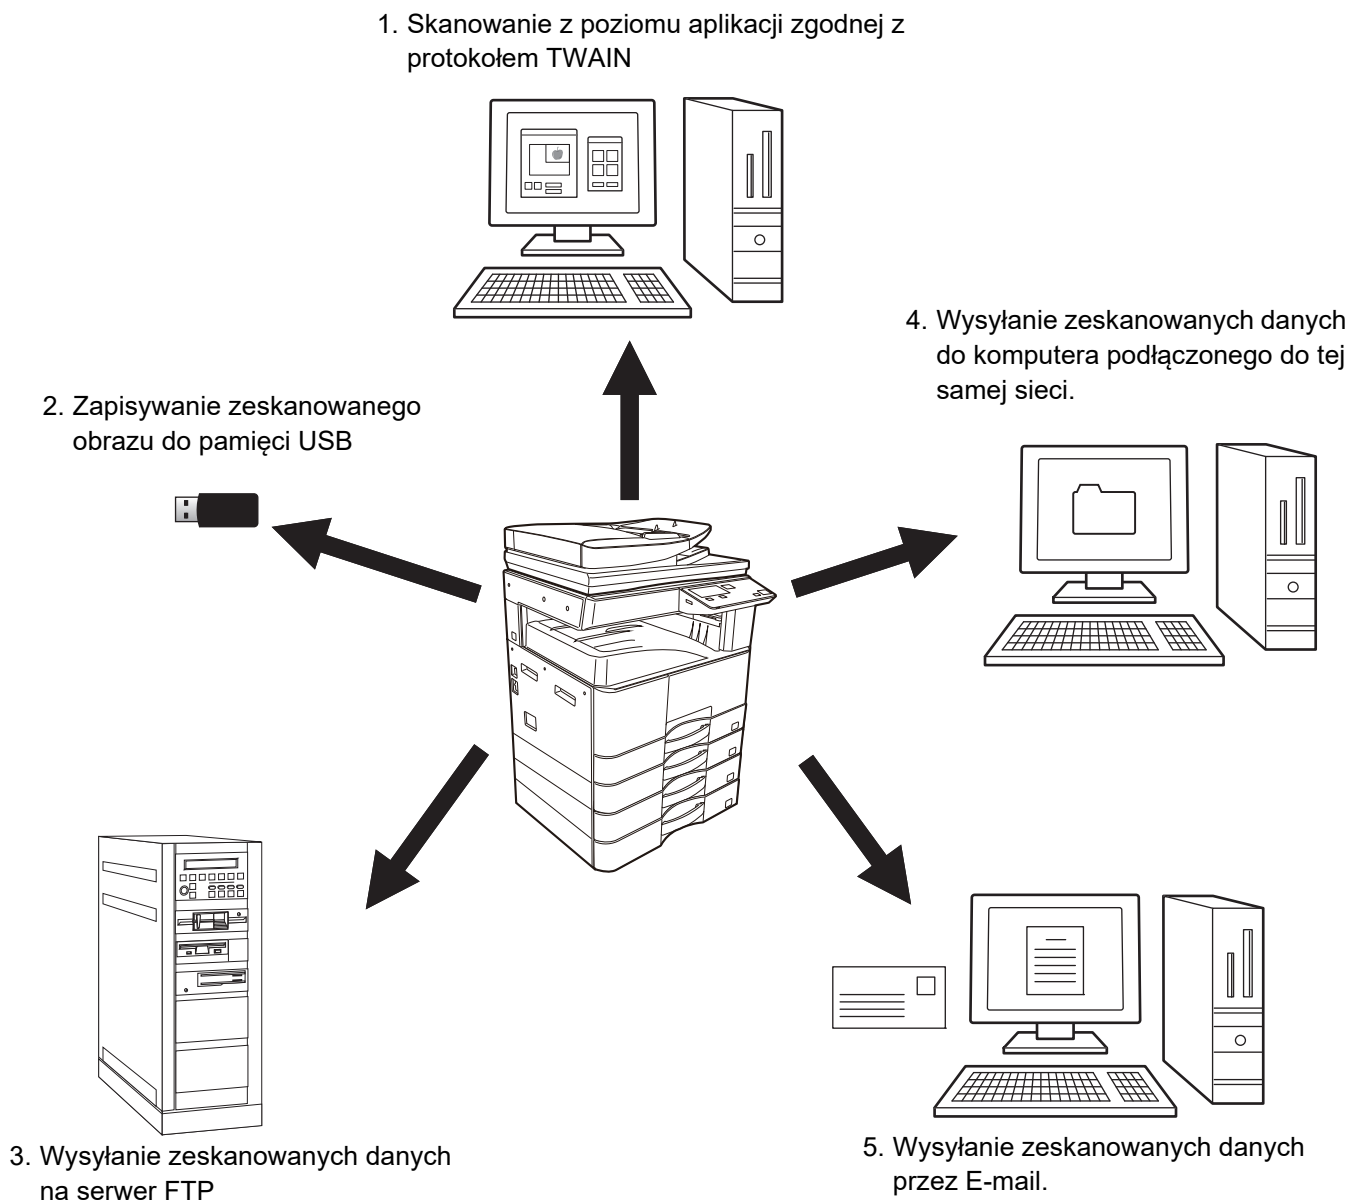 1. Skanowanie z poziomu aplikacji zgodnej z
protokołem TWAIN
2. Zapisywanie zeskanowanego
obrazu do pamięci USB
3. Wysyłanie zeskanowanych danych
na serwer FTP
4. Wysyłanie zeskanowanych danych
do komputera podłączonego do tej
samej sieci.
5. Wysyłanie zeskanowanych danych
przez E-mail.